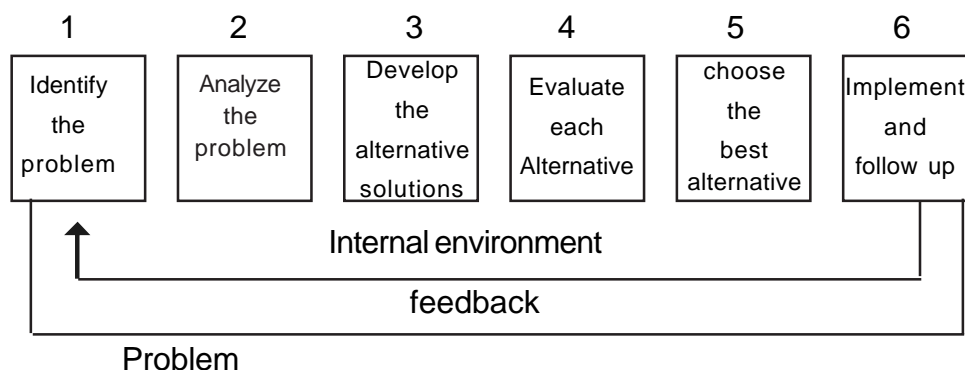 1
2
3
4
5
6
Identify
the
problem
Analyze
the
problem
Develop
the
alternative
solutions
Evaluate
each
Alternative
choose
the
best
alternative
Implement
and
follow up
Internal environment
feedback
Problem